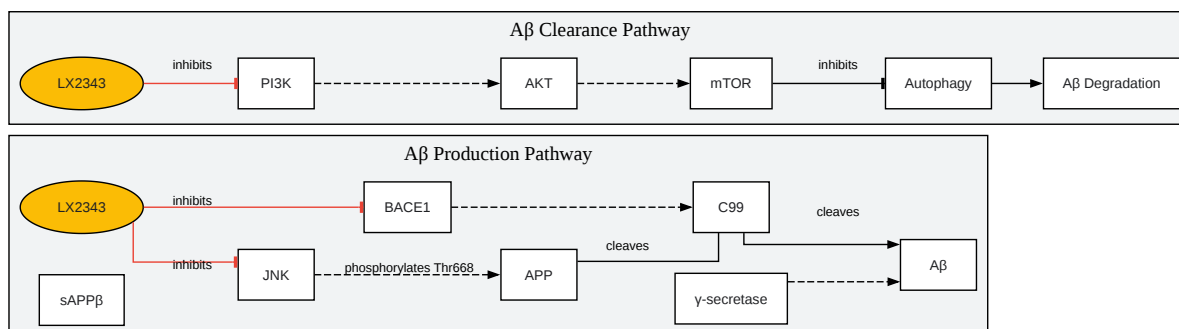 Aβ Clearance Pathway
LX2343
inhibits
PI3K
AKT
mTOR
inhibits
Autophagy
Aβ Degradation
Aβ Production Pathway
LX2343
inhibits
BACE1
C99
cleaves
inhibits
JNK
phosphorylates Thr668
APP
cleaves
Aβ
sAPPβ
γ-secretase